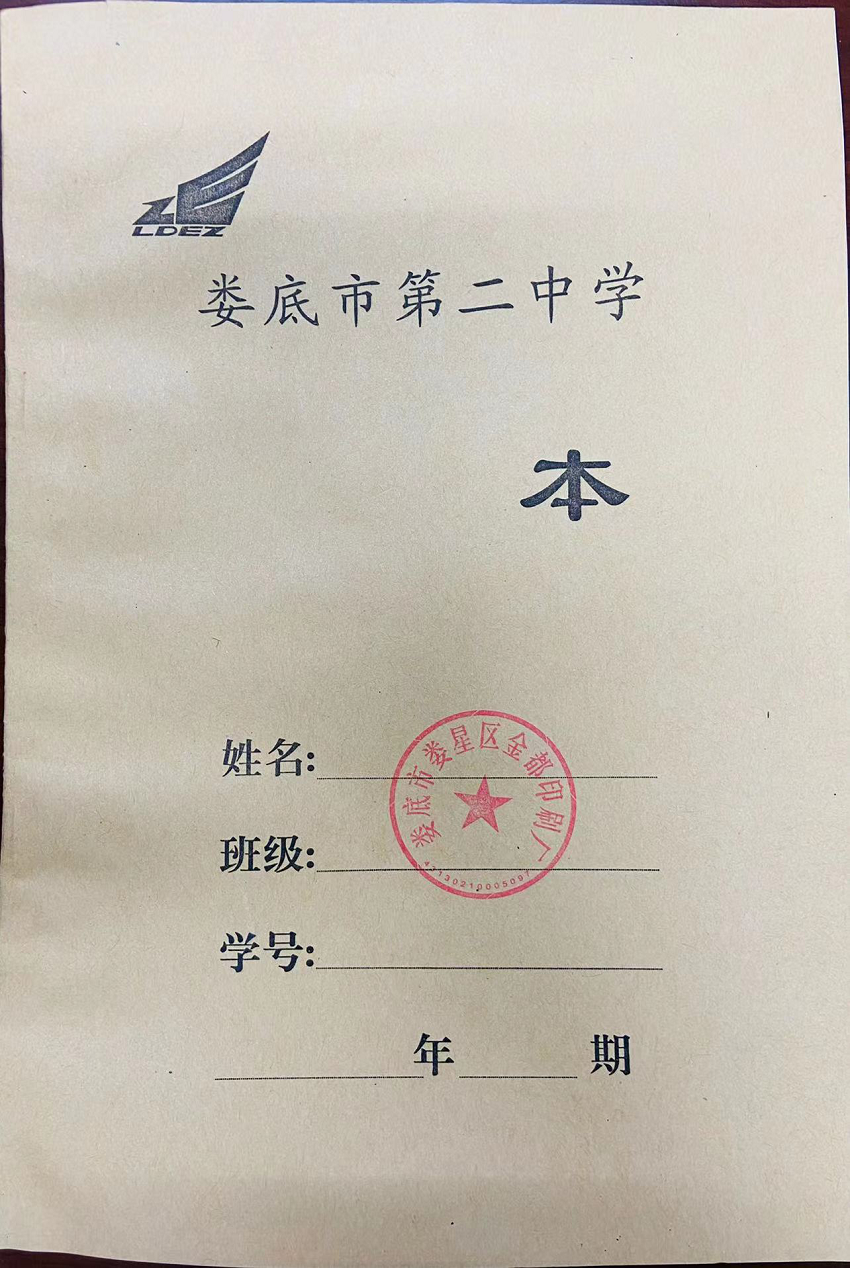 LDEZ
娄底市第二中学
本
姓名:
娄底市娄星区金都印刷厂
班级:
学号:
年 期